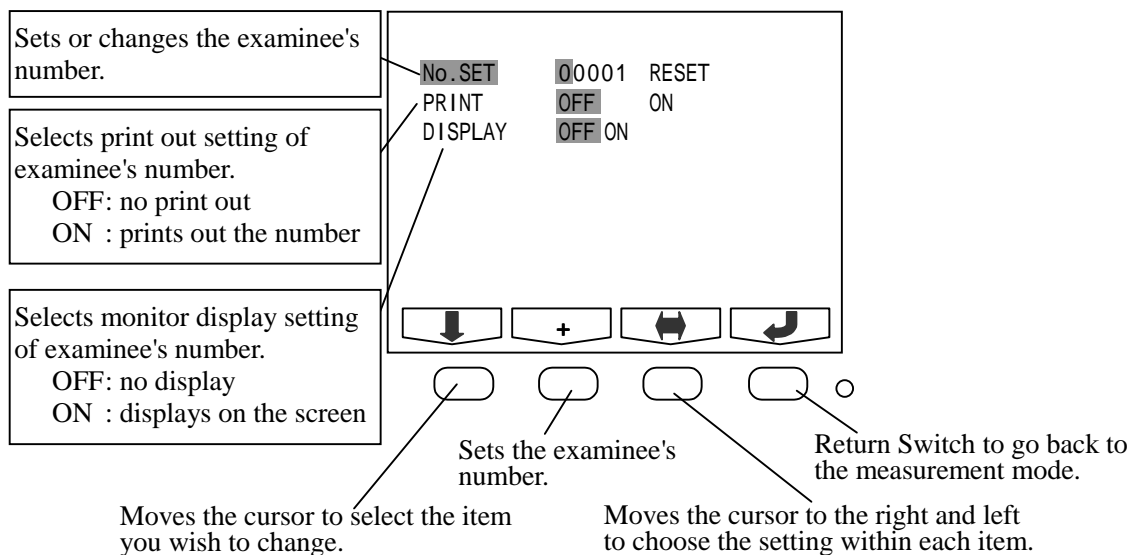 Sets or changes the examinee's
number.
Selects print out setting of
examinee's number.
OFF: no print out
ON : prints out the number
Selects monitor display setting
of examinee's number.
OFF: no display
ON : displays on the screen
No.SET 00001 RESET
PRINT OFF ON
DISPLAY OFF ON
+
Sets the examinee's
number.
Return Switch to go back to
the measurement mode.
Moves the cursor to select the item
you wish to change.
Moves the cursor to the right and left
to choose the setting within each item.